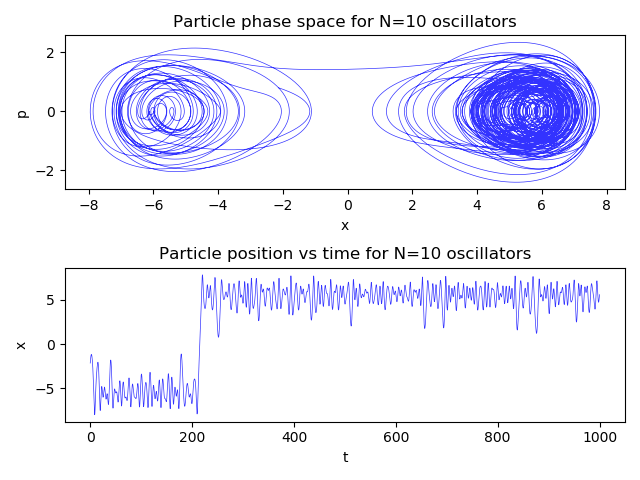 Particle phase space for N=10 oscillators
2
0
−2
p
−8 −6 −4 −2 0 2 4 6 8
x
Particle position vs time for N=10 oscillators
5
0
−5
x
0 200 400 600 800 1000
t